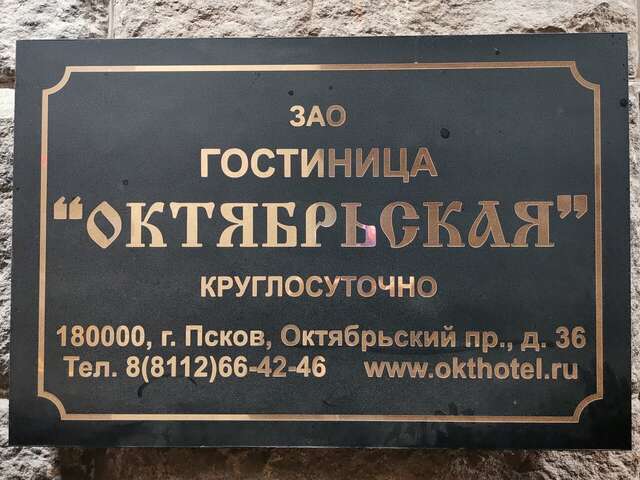 ЗАО
ГОСТИНИЦА
"ОКТЯБРЬСКАЯ"
КРУГЛОСУТОЧНО
180000, г. Псков, Октябрьский пр., д. 36
Тел. 8(8112)66-42-46 www.okthotel.ru